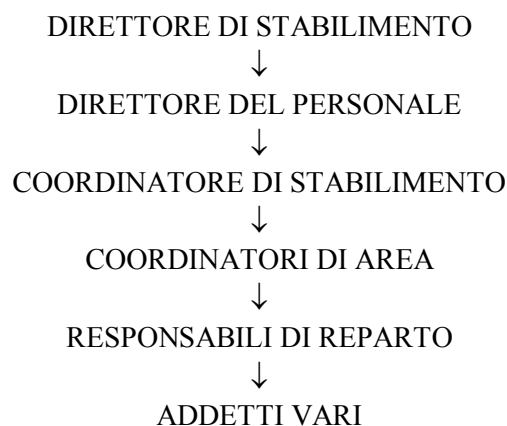 DIRETTORE DI STABILIMENTO
↓
DIRETTORE DEL PERSONALE
↓
COORDINATORE DI STABILIMENTO
↓
COORDINATORI DI AREA
↓
RESPONSABILI DI REPARTO
↓
ADDETTI VARI